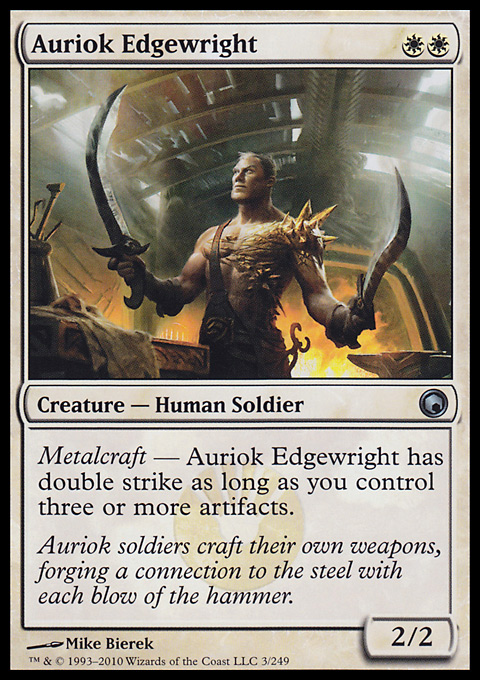 Auriok Edgewright
Creature — Human Soldier
Metalcraft — Auriok Edgewright has
double strike as long as you control
three or more artifacts.
Auriok soldiers craft their own weapons,
forging a connection to the steel with
each blow of the hammer.
2/2
Mike Bierek
™ & © 1993–2010 Wizards of the Coast LLC 3/249